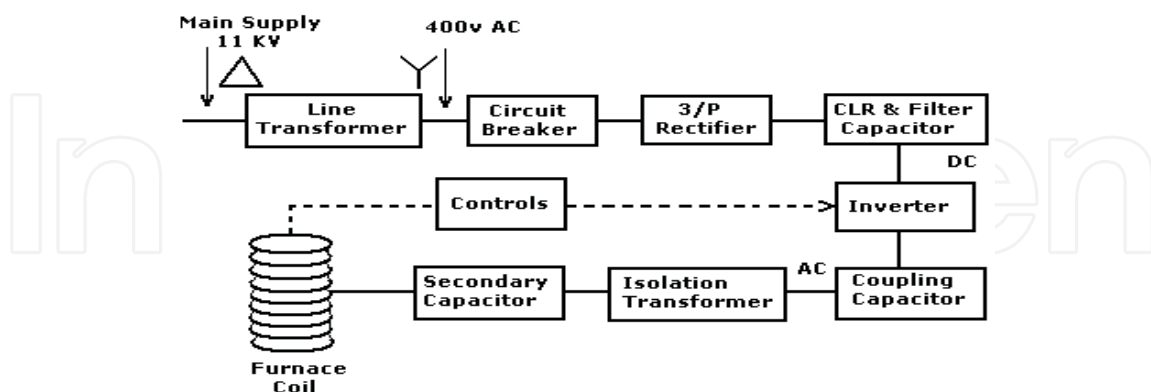 Main Supply
11 KV
400v AC
Line
Transformer
Circuit
Breaker
3/P
Rectifier
CLR & Filter
Capacitor
DC
Controls
Inverter
Secondary
Capacitor
Isolation
Transformer
AC
Coupling
Capacitor
Furnace
Coil